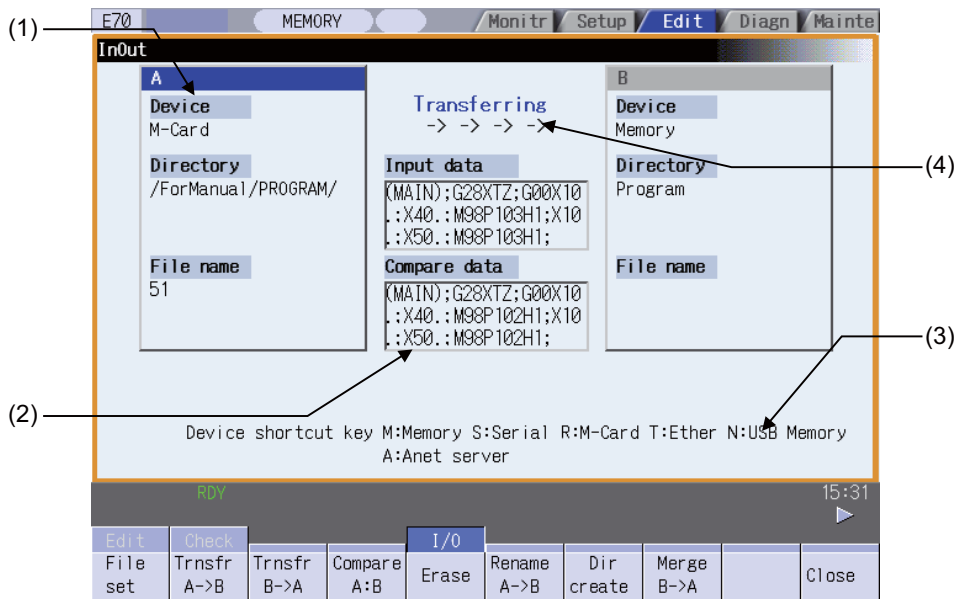 (1)
E70 MEMORY Monitr Setup Edit Diagn Mainte
InOut
A
Device
M-Card
Directory
/ForManual/PROGRAM/
File name
51
Transferring
-> -> -> ->
Input data
(MAIN);G28XTZ;G00X10
.;X40.;M98P103H1;X10
.;X50.;M98P103H1;
Compare data
(MAIN);G28XTZ;G00X10
.;X40.;M98P102H1;X10
.;X50.;M98P102H1;
B
Device
Memory
Directory
Program
File name
(4)
(3)
(2)
Device shortcut key M:Memory S:Serial R:M-Card T:Ether N:USB Memory
A:Anet server
RDY 15:31
Edit Check I/O
File set
Trnsfr A->B
Trnsfr B->A
Compare A:B
Erase
Rename A->B
Dir create
Merge B->A
Close